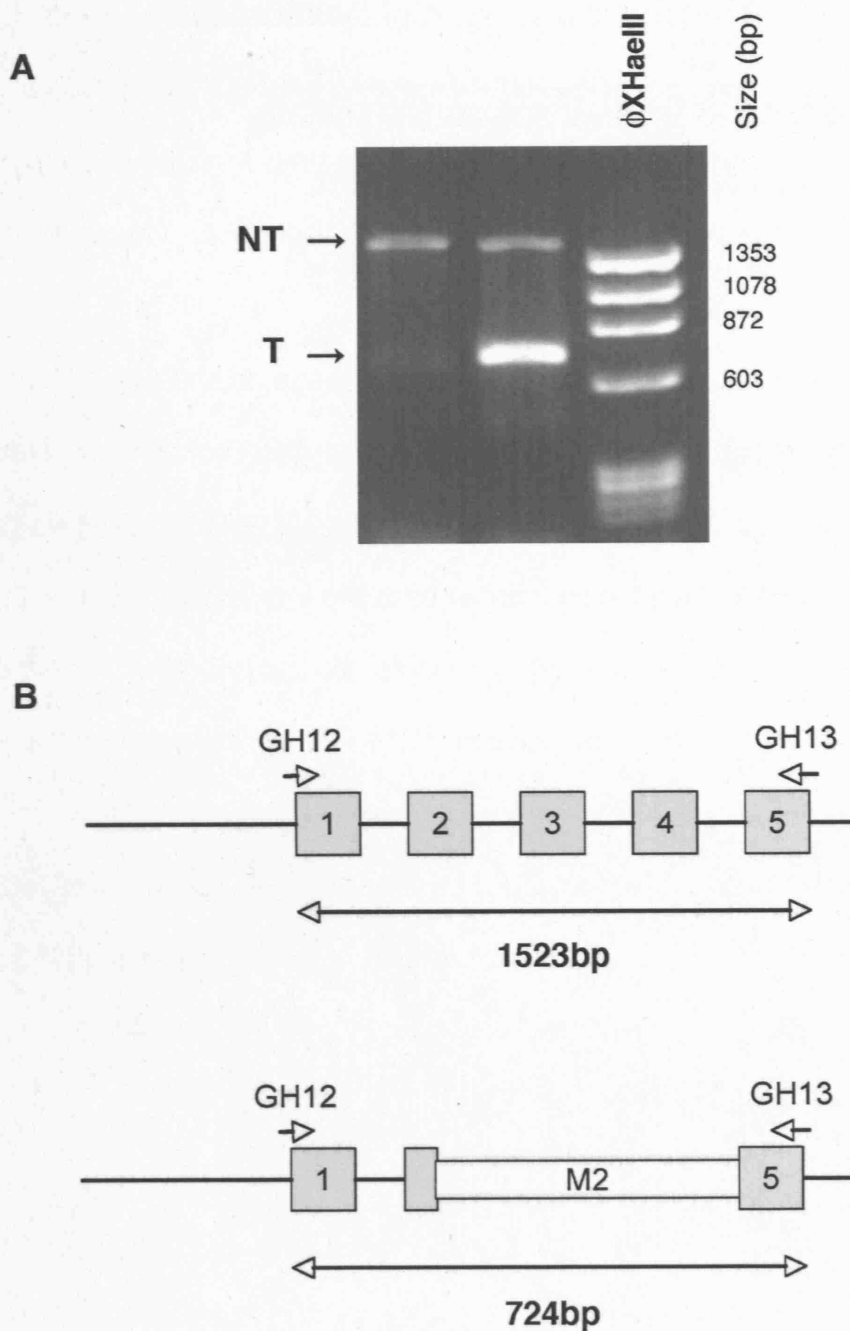 A
ϕXHaeIII
Size (bp)
NT →
1353
1078
872
T →
603
B
GH12
GH13
1 2 3 4 5
1523bp
GH12
GH13
1 M2 5
724bp